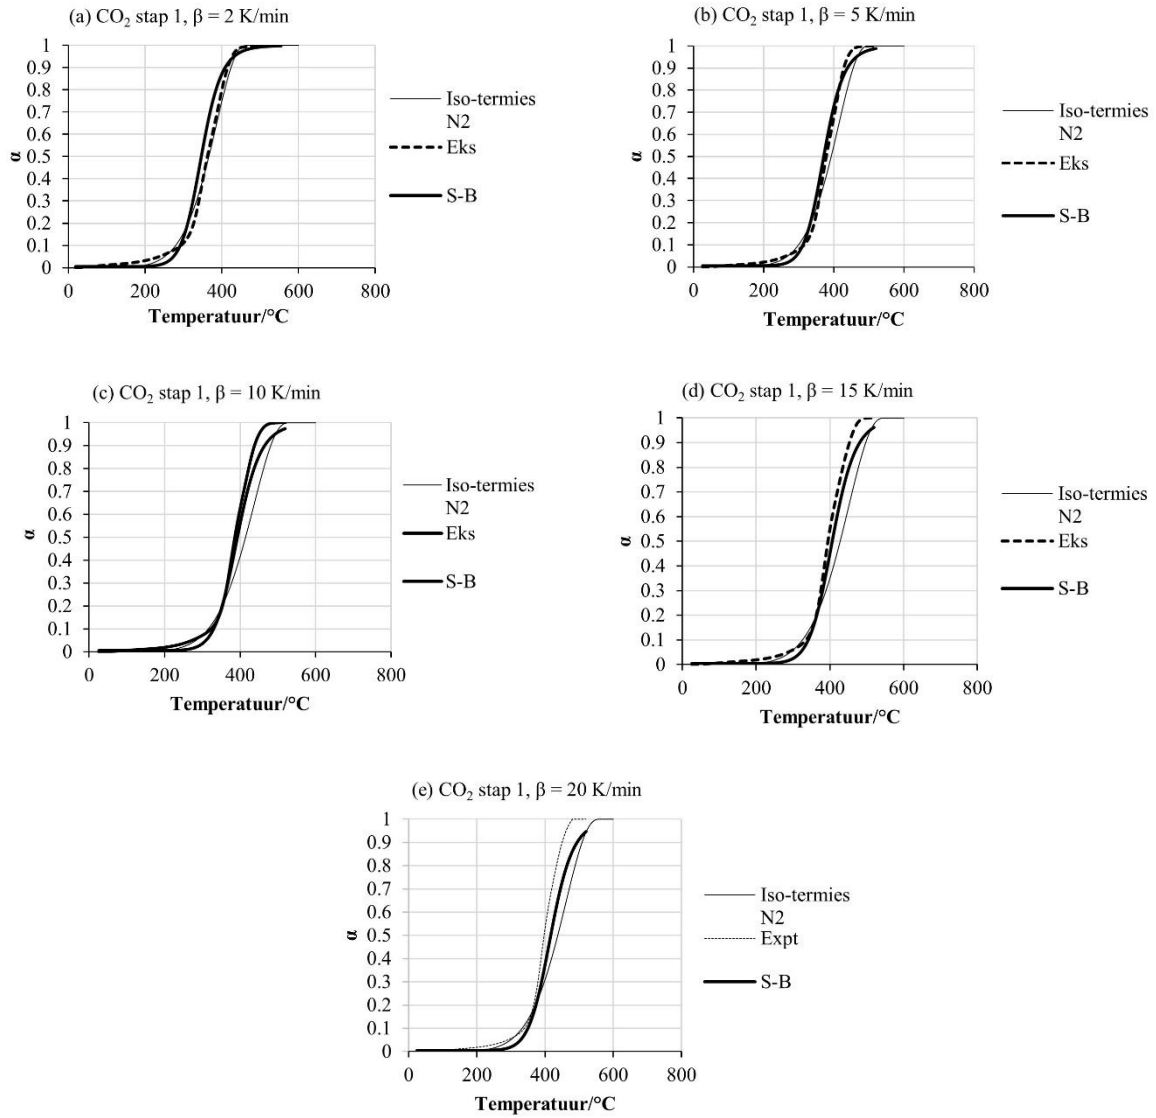 (a) CO₂ stap 1, β = 2 K/min
1
0.9
0.8
0.7
0.6
0.5
0.4
0.3
0.2
0.1
0
α
0 200 400 600 800
Temperatuur/°C
Iso-termies
N2
Eks
S-B
(b) CO₂ stap 1, β = 5 K/min
1
0.9
0.8
0.7
0.6
0.5
0.4
0.3
0.2
0.1
0
α
0 200 400 600 800
Temperatuur/°C
Iso-termies
N2
Eks
S-B
(c) CO₂ stap 1, β = 10 K/min
1
0.9
0.8
0.7
0.6
0.5
0.4
0.3
0.2
0.1
0
α
0 200 400 600 800
Temperatuur/°C
Iso-termies
N2
Eks
S-B
(d) CO₂ stap 1, β = 15 K/min
1
0.9
0.8
0.7
0.6
0.5
0.4
0.3
0.2
0.1
0
α
0 200 400 600 800
Temperatuur/°C
Iso-termies
N2
Eks
S-B
(e) CO₂ stap 1, β = 20 K/min
1
0.9
0.8
0.7
0.6
0.5
0.4
0.3
0.2
0.1
0
α
0 200 400 600 800
Temperatuur/°C
Iso-termies
N2
Expt
S-B